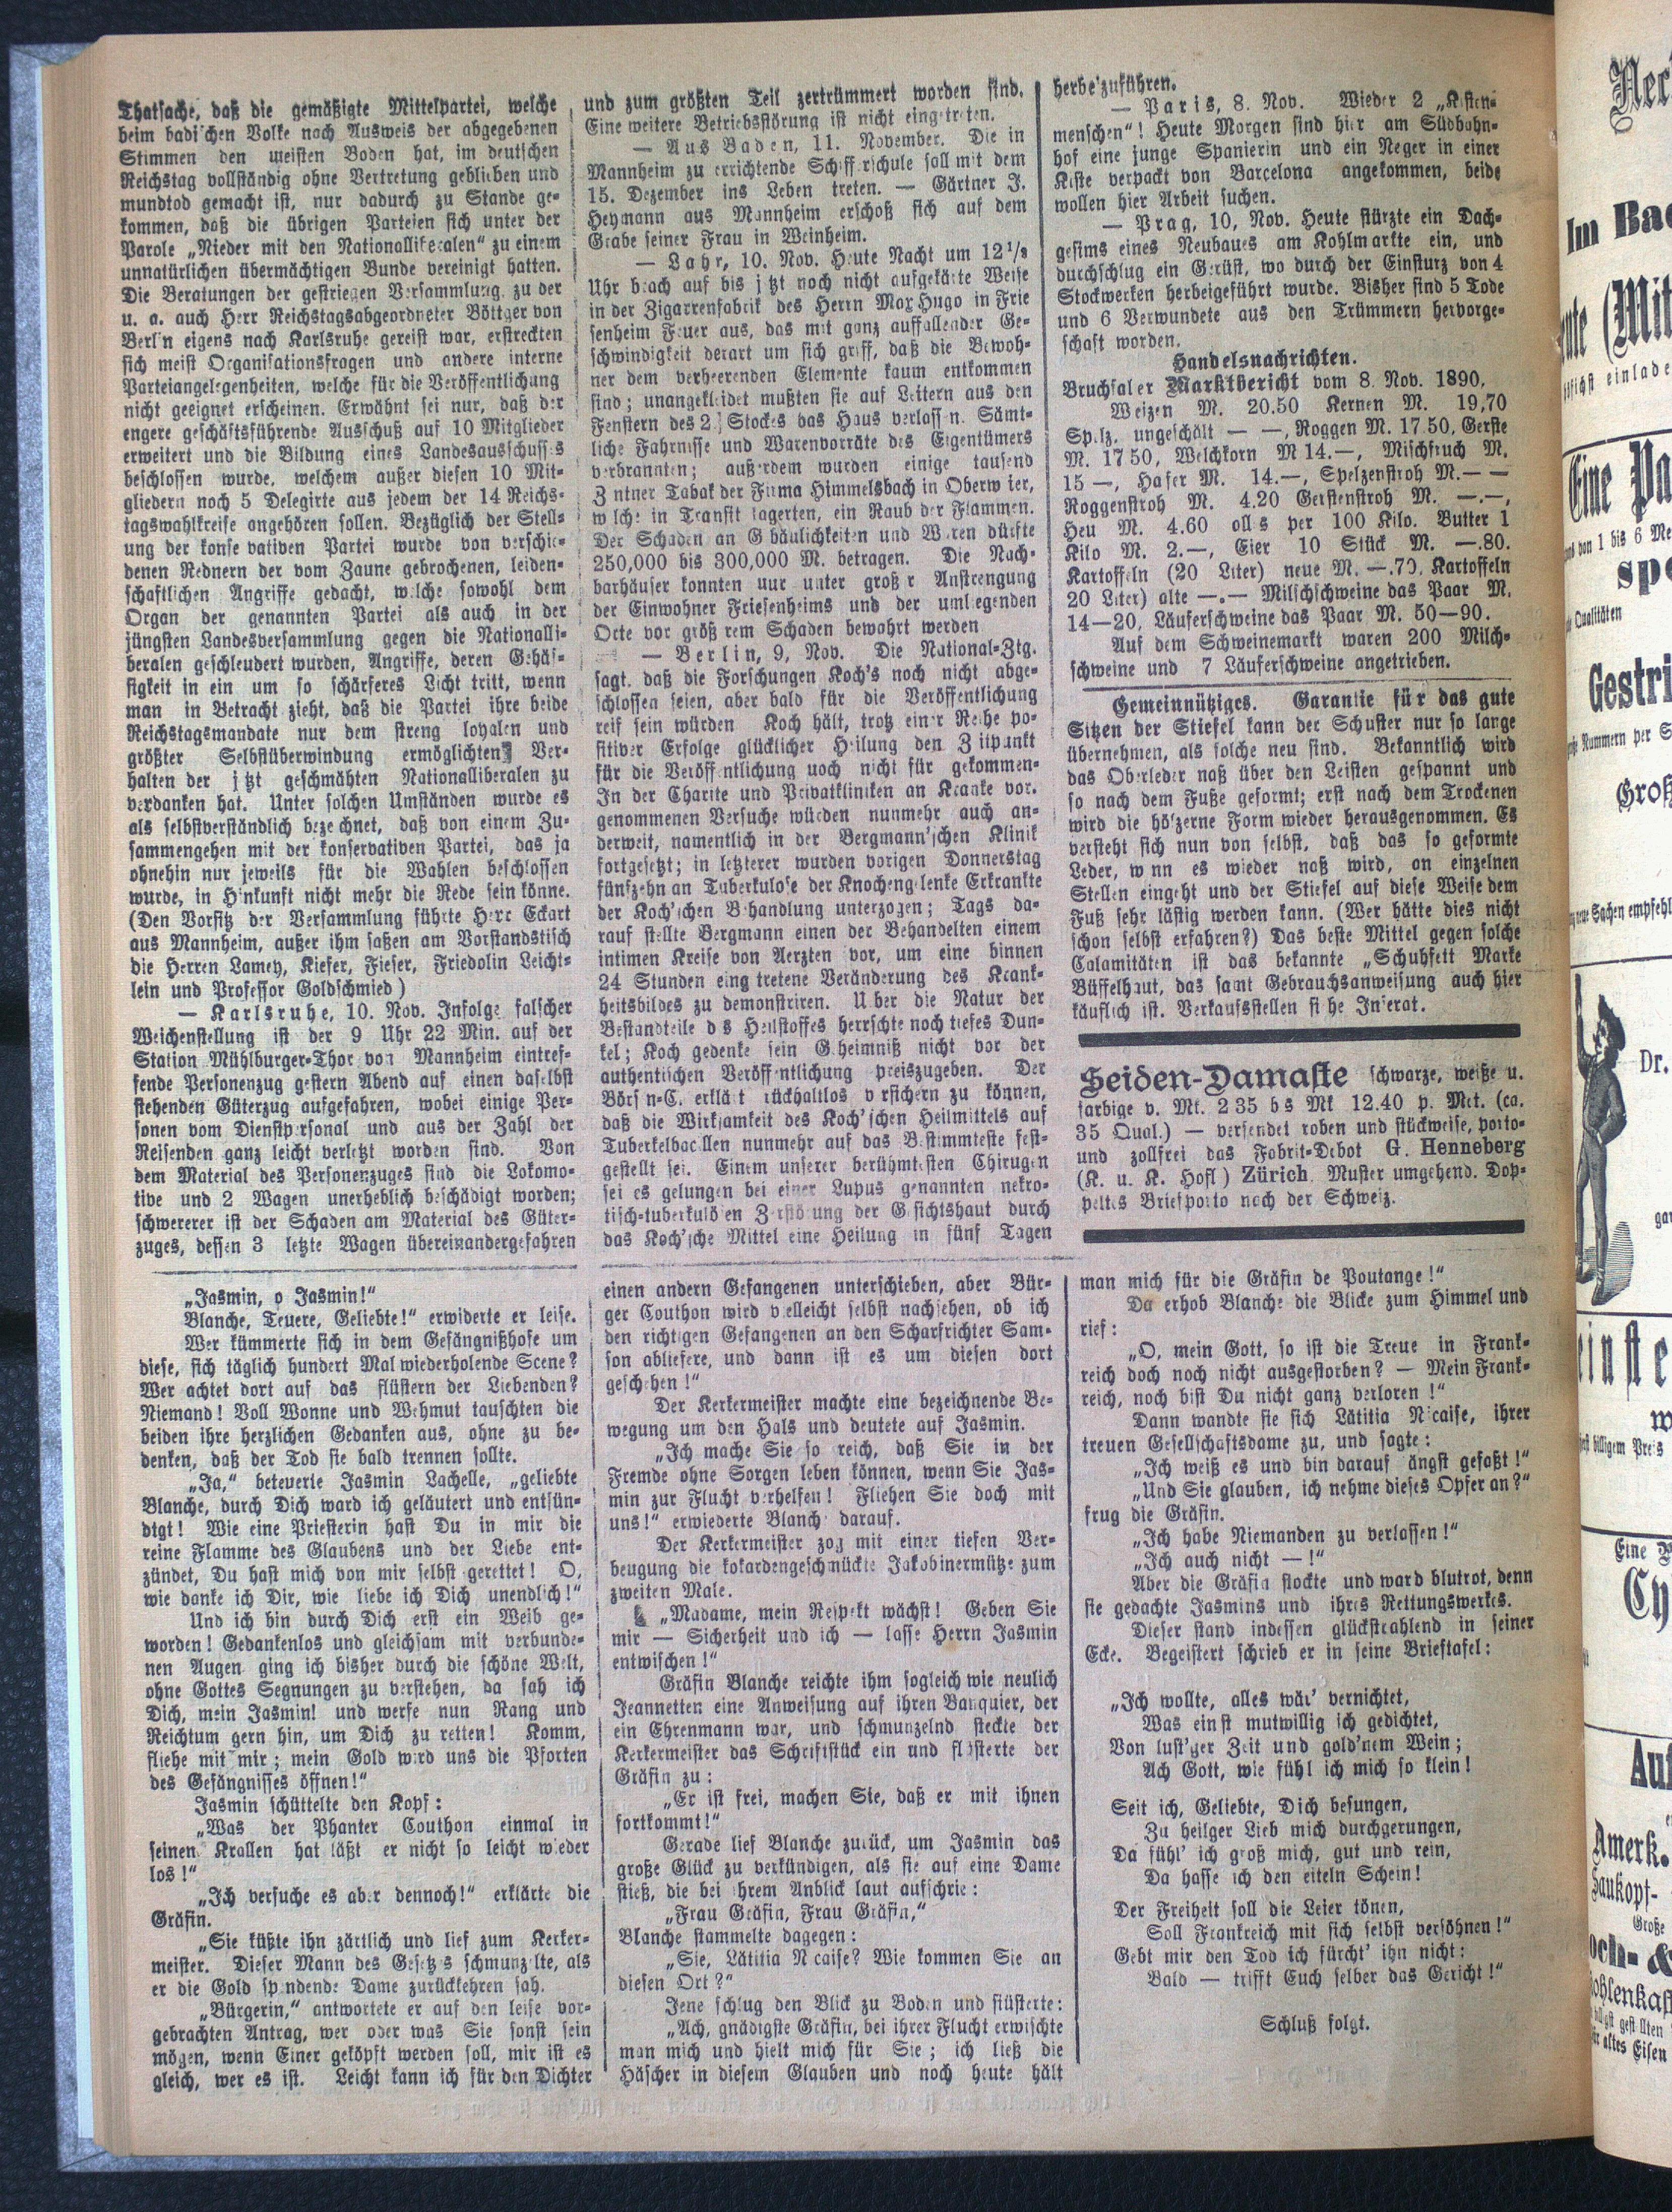 Thatsache, daß die gemäßigte Mittelpartei, welche
beim badischen Volke nach Ausweis der abgegebenen
Stimmen den meisten Boden hat, im deutschen
Reichstag vollständig ohne Vertretung geblieben und
mundtod gemacht ist, nur dadurch zu Stande ge-
kommen, daß die übrigen Parteien sich unter der
Parole „Nieder mit den Nationalliberalen" zu einem
unnatürlichen übermächtigen Bunde vereinigt hatten.
Die Beratungen der gestrigen Versammlung, zu der
u. a. auch Herr Reichstagsabgeordneter Böttger von
Berlin eigens nach Karlsruhe gereist war, erstreckten
sich meist Organisationsfragen und andere interne
Parteiangelegenheiten, welche für die Veröffentlichung
nicht geeignet erscheinen. Erwähnt sei nur, daß der
engere geschäftsführende Ausschuß auf 10 Mitglieder
erweitert und die Bildung eines Landesausschusses
beschlossen wurde, welchem außer diesen 10 Mit-
gliedern noch 5 Delegirte aus jedem der 14 Reichs-
tagswahlkreise angehören sollen. Bezüglich der Stell-
ung der konse vativen Partei wurde von verschie-
denen Rednern der vom Zaune gebrochenen, leiden-
schaftlichen Angriffe gedacht, welche sowohl dem
Organ der genannten Partei als auch in der
jüngsten Landesversammlung gegen die Nationalli-
beralen geschleudert wurden, Angriffe, deren Gehäs-
sigkeit in ein um so schärferes Licht tritt, wenn
man in Betracht zieht, daß die Partei ihre beide
Reichstagsmandate nur dem streng loyalen und
größter Selbstüberwindung ermöglichten Ver-
halten der j tzt geschmähten Nationalliberalen zu
verdanken hat. Unter solchen Umständen wurde es
als selbstverständlich bezeichnet, daß von einem Zu-
sammengehen mit der konservativen Partei, das ja
ohnehin nur jeweils für die Wahlen beschlossen
wurde, in Hinkunft nicht mehr die Rede sein könne.
(Den Vorsitz der Versammlung führte Herr Eckart
aus Mannheim, außer ihm saßen am Vorstandstisch
die Herren Lamey, Kiefer, Fieser, Friedolin Leicht-
lein und Professor Goldschmied)
— Karlsruhe, 10. Nov. Infolge falscher
Weichenstellung ist der 9 Uhr 22 Min. auf der
Station Mühlburger-Thor von Mannheim eintref-
fende Personenzug gestern Abend auf einen daselbst
stehenden Güterzug aufgefahren, wobei einige Per-
sonen vom Dienstpersonal und aus der Zahl der
Reisenden ganz leicht verletzt worden sind. Von
dem Material des Personenzuges sind die Lokomo-
tive und 2 Wagen unerheblich beschädigt worden;
schwererer ist der Schaden am Material des Güter-
zuges, dessen 3 letzte Wagen übereinandergefahren
und zum größten Teil zertrümmert worden sind.
Eine weitere Betriebsstörung ist nicht eingetreten.
— Aus Baden, 11. November. Die in
Mannheim zu errichtende Schiff rschule soll mit dem
15. Dezember ins Leben treten. — Gärtner J.
Heymann aus Mannheim erschoß sich auf dem
Grabe seiner Frau in Weinheim.
— Lahr, 10. Nov. Heute Nacht um 12 1/2
Uhr brach auf bis j tzt noch nicht aufgeklärte Weise
in der Zigarrenfabrik des Herrn Max Hugo in Frie
senheim Feuer aus, das mit ganz auffallender Ge-
schwindigkeit derart um sich griff, daß die Bewoh-
ner dem verheerenden Elemente kaum entkommen
sind; unangekleidet mußten sie auf Leitern aus den
Fenstern des 2. Stockes das Haus verlass n. Sämt-
liche Fahrnisse und Warenvorräte des Eigentümers
verbrannten; außerdem wurden einige tausend
Z ntner Tabak der Firma Himmelsbach in Oberw ier,
w lche in Transit lagerten, ein Raub der Flammen.
Der Schaden an G bäulichkeiten und Waren dürfte
250,000 bis 300,000 M. betragen. Die Nach-
barhäuser konnten uur unter groß r Anstrengung
der Einwohner Friesenheims und der umliegenden
Orte vor größ rem Schaden bewahrt werden
— Berlin, 9. Nov. Die National-Ztg.
sagt, daß die Forschungen Koch's noch nicht abge-
schlossen seien, aber bald für die Veröffentlichung
reif sein würden Koch hält, trotz einer Reihe po-
sitiver Erfolge glücklicher Heilung den Z itpunkt
für die Veröff ntlichung noch nicht für gekommen.
In der Charite und Privatkliniken an Kranke vor-
genommenen Versuche würden nunmehr auch an-
derweit, namentlich in der Bergmann'schen Klinik
fortgesetzt; in letzterer wurden vorigen Donnerstag
fünfzehn an Tuberkulose der Knochengelenke Erkrankte
der Koch'schen Behandlung unterzogen; Tags da-
rauf stellte Bergmann einen der Behandelten einem
intimen Kreise von Aerzten vor, um eine binnen
24 Stunden eing tretene Veränderung des Krank-
heitsbildes zu demonstriren. U ber die Natur der
Bestandteile d s Heilstoffes herrschte noch tiefes Dun-
kel; Koch gedenke sein G heimniß nicht vor der
authentischen Veröff ntlichung preiszugeben. Der
Börs n-C. erklä t rückhaltlos v rsichern zu können,
daß die Wirksamkeit des Koch'schen Heilmittels auf
Tuberkelbacillen nunmehr auf das Bestimmteste fest-
gestellt sei. Einem unserer berühmtesten Chirugen
sei es gelungen bei einer Lupus genannten nekro-
tisch-tuberkulösen Zerstörung der G sichtshaut durch
das Koch'sche Mittel eine Heilung in fünf Tagen
herbe'zuführen.
— Paris, 8. Nov. Wieder 2 „Kisten-
menschen"! Heute Morgen sind hier am Südbahn-
hof eine junge Spanierin und ein Neger in einer
Kiste verpackt von Barcelona angekommen, beide
wollen hier Arbeit suchen.
— Prag, 10, Nov. Heute stürzte ein Dach-
gesims eines Neubaues am Kohlmarkte ein, und
durchschlug ein Gerüst, wo durch der Einsturz von 4
Stockwerken herbeigeführt wurde. Bisher sind 5 Tode
und 6 Verwundete aus den Trümmern hervorge-
schaft worden.
Handelsnachrichten.
Bruchsaler Marktbericht vom 8. Nov. 1890,
Weizen M. 20.50 Kernen M. 19,70
Spelz, ungeschält — —, Roggen M. 17.50, Gerste
M. 17 50, Welchkorn M 14.—, Mischfruch M.
15 —, Hafer M. 14.—, Spelzenstroh M.— —
Roggenstroh M. 4.20 Gerstenstroh M. —.—,
Heu M. 4.60 olls per 100 Kilo. Butter 1
Kilo M. 2.—, Eier 10 Stück M. —.80.
Kartoffeln (20 Liter) neue M. —.70, Kartoffeln
20 Liter) alte —.— Milschschweine das Paar M.
14—20, Läuferschweine das Paar M. 50—90.
Auf dem Schweinemarkt waren 200 Milch-
schweine und 7 Läuferschweine angetrieben.
Gemeinnütziges. Garantie für das gute
Sitzen der Stiefel kann der Schuster nur so lange
übernehmen, als solche neu sind. Bekanntlich wird
das Oberleder naß über den Leisten gespannt und
so nach dem Fuße geformt; erst nach dem Trockenen
wird die hölzerne Form wieder herausgenommen. Es
versteht sich nun von selbst, daß das so geformte
Leder, w nn es wieder naß wird, an einzelnen
Stellen eingeht und der Stiefel auf diese Weise dem
Fuß sehr lästig werden kann. (Wer hätte dies nicht
schon selbst erfahren?) Das beste Mittel gegen solche
Calamitäten ist das bekannte „Schuhfett Marke
Büffelhaut, das samt Gebrauchsanweisung auch hier
käuflich ist. Verkaufsstellen si he Inserat.
Seiden-Damaste schwarze, weiße u.
farbige v. Mk. 2 35 b s Mk 12.40 p. Met. (ca.
35 Qual.) — versendet roben und stückweise, porto-
und zollfrei das Fabrik-Debot G. Henneberg
(K. u. K. Hofl) Zürich. Muster umgehend. Dop-
peltes Briefporto nach der Schweiz.
„Jasmin, o Jasmin!"
Blanche, Teuere, Geliebte!" erwiderte er leise.
Wer kümmerte sich in dem Gefängnißhofe um
diese, sich täglich hundert Mal wiederholende Scene?
Wer achtet dort auf das flüstern der Liebenden?
Niemand! Voll Wonne und Wehmut tauschten die
beiden ihre herzlichen Gedanken aus, ohne zu be-
denken, daß der Tod sie bald trennen sollte.
„Ja," beteuerte Jasmin Lachelle, „geliebte
Blanche, durch Dich ward ich geläutert und entsün-
digt! Wie eine Priesterin hast Du in mir die
reine Flamme des Glaubens und der Liebe ent-
zündet, Du hast mich von mir selbst gerettet! O,
wie danke ich Dir, wie liebe ich Dich unendlich!"
Und ich bin durch Dich erst ein Weib ge-
worden! Gedankenlos und gleichsam mit verbunde-
nen Augen ging ich bisher durch die schöne Welt,
ohne Gottes Segnungen zu verstehen, da sah ich
Dich, mein Jasmin! und werfe nun Rang und
Reichtum gern hin, um Dich zu retten! Komm,
fliehe mit mir; mein Gold wird uns die Pforten
des Gefängnisses öffnen!"
Jasmin schüttelte den Kopf:
„Was der Phanter Couthon einmal in
seinen Krallen hat läßt er nicht so leicht wieder
los!"
„Ich versuche es aber dennoch!" erklärte die
Gräfin.
„Sie küßte ihn zärtlich und lief zum Kerker-
meister. Dieser Mann des Gesetzes schmunzelte, als
er die Gold spendende Dame zurückkehren sah.
„Bürgerin," antwortete er auf den leise vor-
gebrachten Antrag, wer oder was Sie sonst sein
mögen, wenn Einer geköpft werden soll, mir ist es
gleich, wer es ist. Leicht kann ich für den Dichter
einen andern Gefangenen unterschieben, aber Bür-
ger Couthon wird vielleicht selbst nachsehen, ob ich
den richtigen Gefangenen an den Scharfrichter Sam-
son abliefere, und dann ist es um diesen dort
geschehen!"
Der Kerkermeister machte eine bezeichnende Be-
wegung um den Hals und deutete auf Jasmin.
„Ich mache Sie so reich, daß Sie in der
Fremde ohne Sorgen leben können, wenn Sie Jas-
min zur Flucht verhelfen! Fliehen Sie doch mit
uns!" erwiederte Blanch darauf.
Der Kerkermeister zog mit einer tiefen Ver-
beugung die kokardengeschmückte Jakobinermütze zum
zweiten Male.
„Madame, mein Respekt wächst! Geben Sie
mir — Sicherheit und ich — lasse Herrn Jasmin
entwischen!"
Gräfin Blanche reichte ihm sogleich wie neulich
Jeannetten eine Anweisung auf ihren Banquier, der
ein Ehrenmann war, und schmunzelnd steckte der
Kerkermeister das Schriftstück ein und flüsterte der
Gräfin zu:
„Er ist frei, machen Sie, daß er mit ihnen
fortkommt!"
Gerade lief Blanche zurück, um Jasmin das
große Glück zu verkündigen, als sie auf eine Dame
stieß, die bei ihrem Anblick laut aufschrie:
„Frau Gräfin, Frau Gräfin,"
Blanche stammelte dagegen:
„Sie, Lätitia N caise? Wie kommen Sie an
diesen Ort?"
Jene schlug den Blick zu Boden und flüsterte:
„Ach, gnädigste Gräfin, bei ihrer Flucht erwischte
man mich und hielt mich für Sie; ich ließ die
Häscher in diesem Glauben und noch heute hält
man mich für die Gräfin de Poutange!"
Da erhob Blanche die Blicke zum Himmel und
rief:
„O, mein Gott, so ist die Treue in Frank-
reich doch noch nicht ausgestorben? — Mein Frank-
reich, noch bist Du nicht ganz verloren!"
Dann wandte sie sich Lätitia Nicaise, ihrer
treuen Gesellschaftsdame zu, und sagte:
„Ich weiß es und bin darauf ängst gefaßt!"
„Und Sie glauben, ich nehme dieses Opfer an?"
frug die Gräfin.
„Ich habe Niemanden zu verlassen!"
„Ich auch nicht —!"
Aber die Gräfin stockte und ward blutrot, denn
sie gedachte Jasmins und ihres Rettungswerkes.
Dieser stand indessen glückstrahlend in seiner
Ecke. Begeistert schrieb er in seine Brieftafel:
„Ich wollte, alles wär' vernichtet,
Was einst mutwillig ich gedichtet,
Von lust'ger Zeit und gold'nem Wein;
Ach Gott, wie fühl ich mich so klein!
Seit ich, Geliebte, Dich besungen,
Zu heilger Lieb mich durchgerungen,
Da fühl' ich groß mich, gut und rein,
Da hasse ich den eiteln Schein!
Der Freiheit soll die Leier tönen,
Soll Frankreich mit sich selbst versöhnen!"
Gebt mir den Tod ich fürcht' ihn nicht:
Bald — trifft Euch selber das Gericht!"
Schluß folgt.
Im Bac
(Mit
einlade
Eine Pa
von 1 bis 6 Me
spe
Qualitäten
Gestri
Nummern per S
Groß
Sachen empfehl
Dr.
gar
einste
billigem Preis
Eine
Cy
Auf
Amerk.
Saukopf-
Große
och- &
ohlenkast
altes Eisen